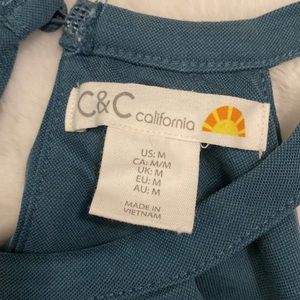 C&C california
US: M
CA: M/M
UK: M
EU: M
AU: M
MADE IN
VIETNAM